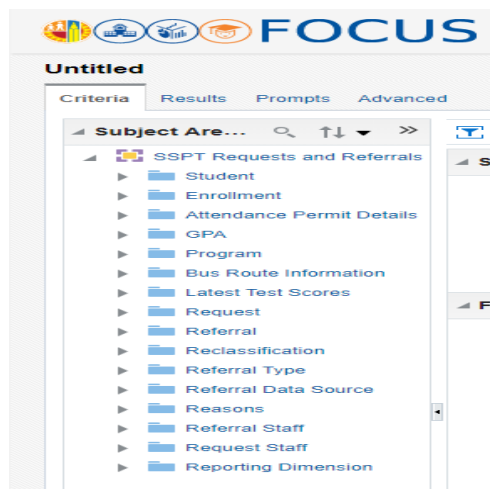 FOCUS
Untitled
Criteria Results Prompts Advanced
Subject Are...
S
SSPT Requests and Referrals
Student
Enrollment
Attendance Permit Details
GPA
Program
Bus Route Information
Latest Test Scores
Request
F
Referral
Reclassification
Referral Type
Referral Data Source
Reasons
Referral Staff
Request Staff
Reporting Dimension